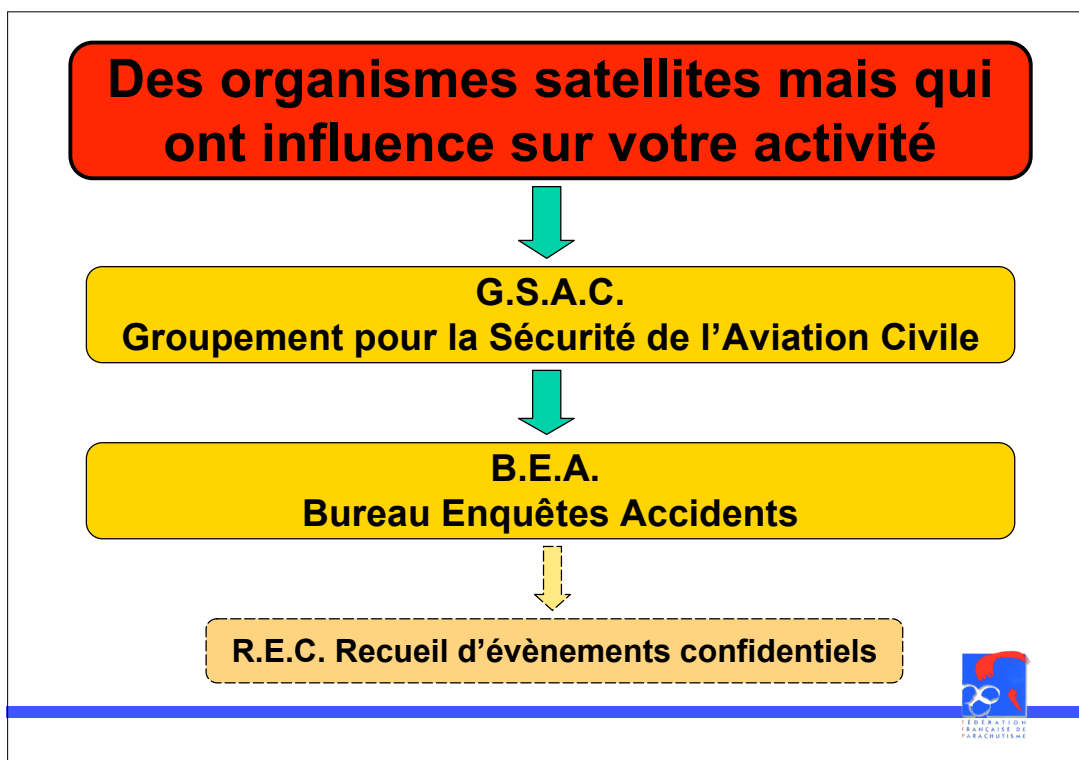 Des organismes satellites mais qui
ont influence sur votre activité
G.S.A.C.
Groupement pour la Sécurité de l’Aviation Civile
B.E.A.
Bureau Enquêtes Accidents
R.E.C. Recueil d’évènements confidentiels
FÉDÉRATION
FRANÇAISE DE
PARACHUTISME